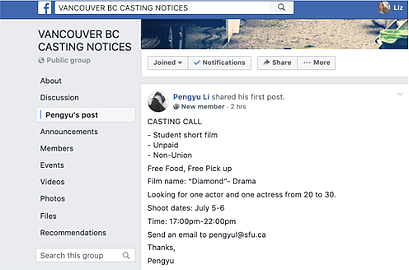 VANCOUVER BC CASTING NOTICES
Liz
VANCOUVER BC
CASTING NOTICES
Public group
About
Discussion
Pengyu's post
Announcements
Members
Events
Videos
Photos
Files
Recommendations
Search this group
Joined
Notifications
Share
More
Pengyu Li shared his first post.
New member · 2 hrs
CASTING CALL
- Student short film
- Unpaid
- Non-Union
Free Food, Free Pick up
Film name: "Diamond"- Drama
Looking for one actor and one actress from 20 to 30.
Shoot dates: July 5-6
Time: 17:00pm-22:00pm
Send an email to pengyul@sfu.ca
Thanks,
Pengyu